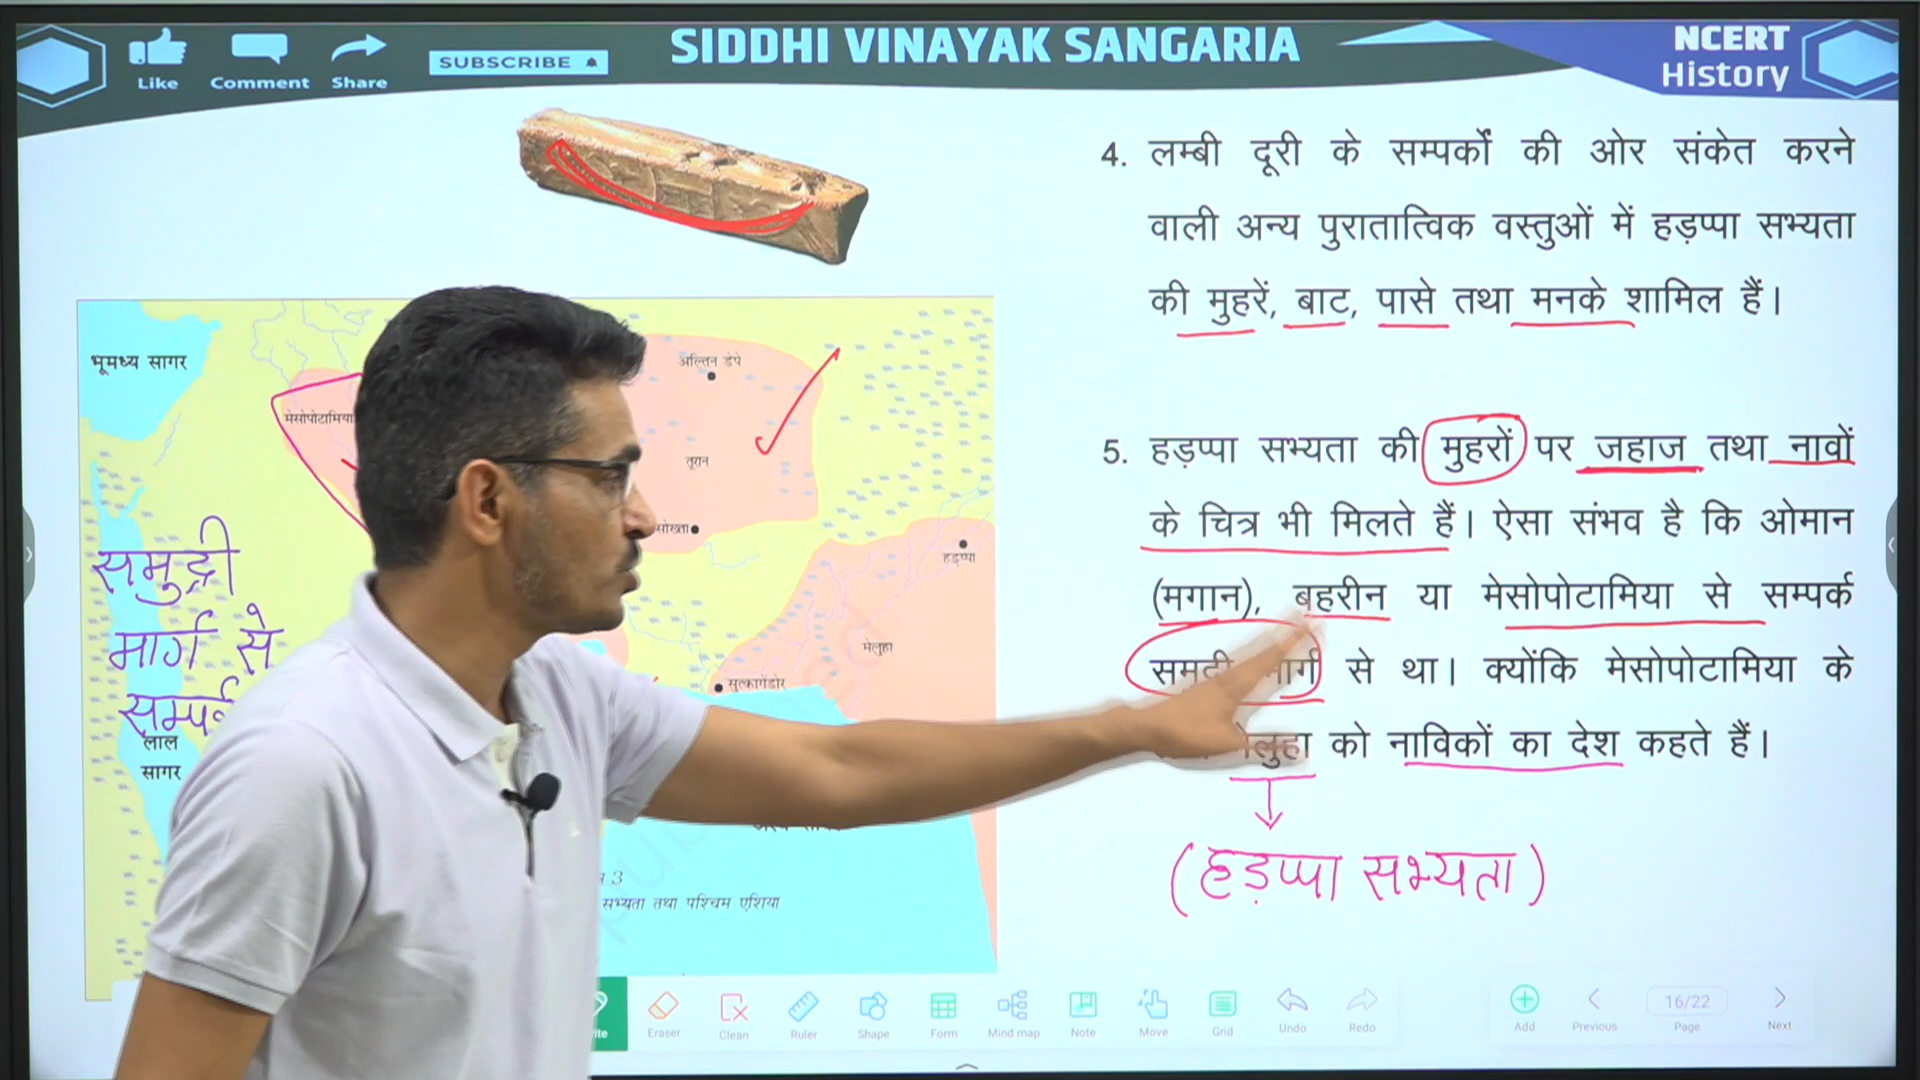 Like
Comment
Share
SUBSCRIBE
SIDDHI VINAYAK SANGARIA
NCERT
History
4. लम्बी दूरी के सम्पर्कों की ओर संकेत करने
वाली अन्य पुरातात्विक वस्तुओं में हड़प्पा सभ्यता
की मुहरें, बाट, पासे तथा मनके शामिल हैं।
5. हड़प्पा सभ्यता की मुहरों पर जहाज तथा नावों
के चित्र भी मिलते हैं। ऐसा संभव है कि ओमान
(मगान), बहरीन या मेसोपोटामिया से सम्पर्क
से था। क्योंकि मेसोपोटामिया के
को नाविकों का देश कहते हैं।
(हड़प्पा सभ्यता)
भूमध्य सागर
मेसोपोटामिया
अल्तिन डेपे
तूरान
सोख्ता
हड़प्पा
मेलुहा
सुत्कागेंडोर
समुद्री
मार्ग से
लाल
सागर
3
सभ्यता तथा पश्चिम एशिया
Eraser
Clean
Ruler
Shape
Form
Mind map
Note
Move
Grid
Undo
Redo
Add
Previous
16/22
Page
Next